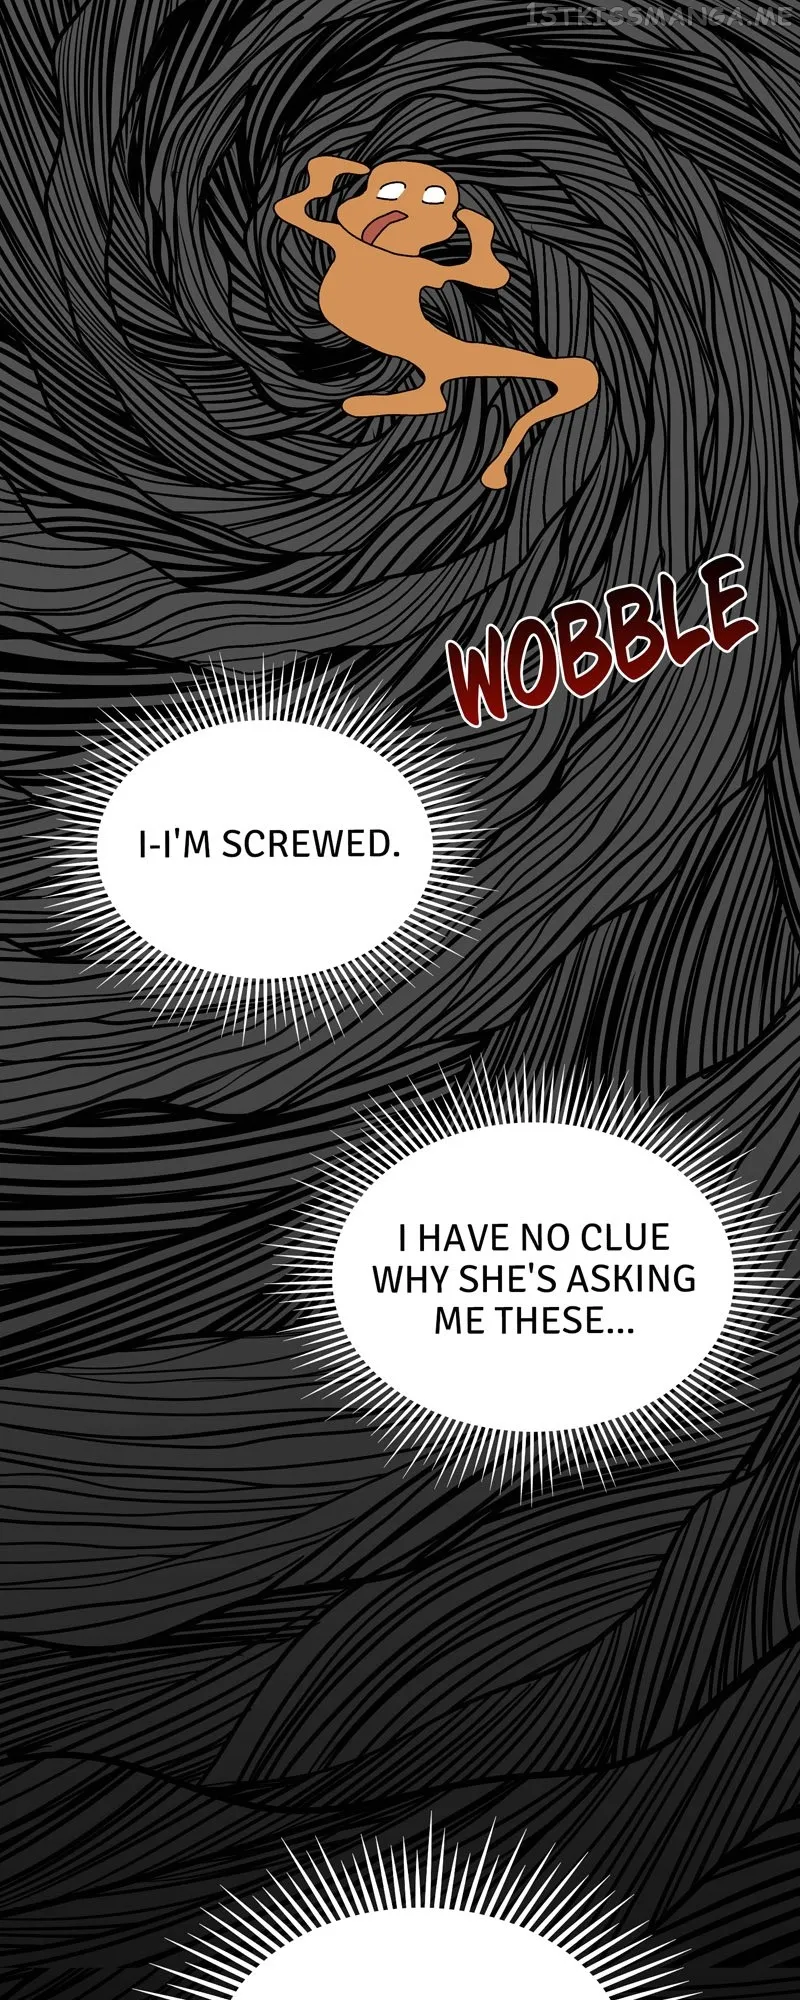 1STKISSMANGA.ME
WOBBLE
I-I'M SCREWED.
I HAVE NO CLUE
WHY SHE'S ASKING
ME THESE...